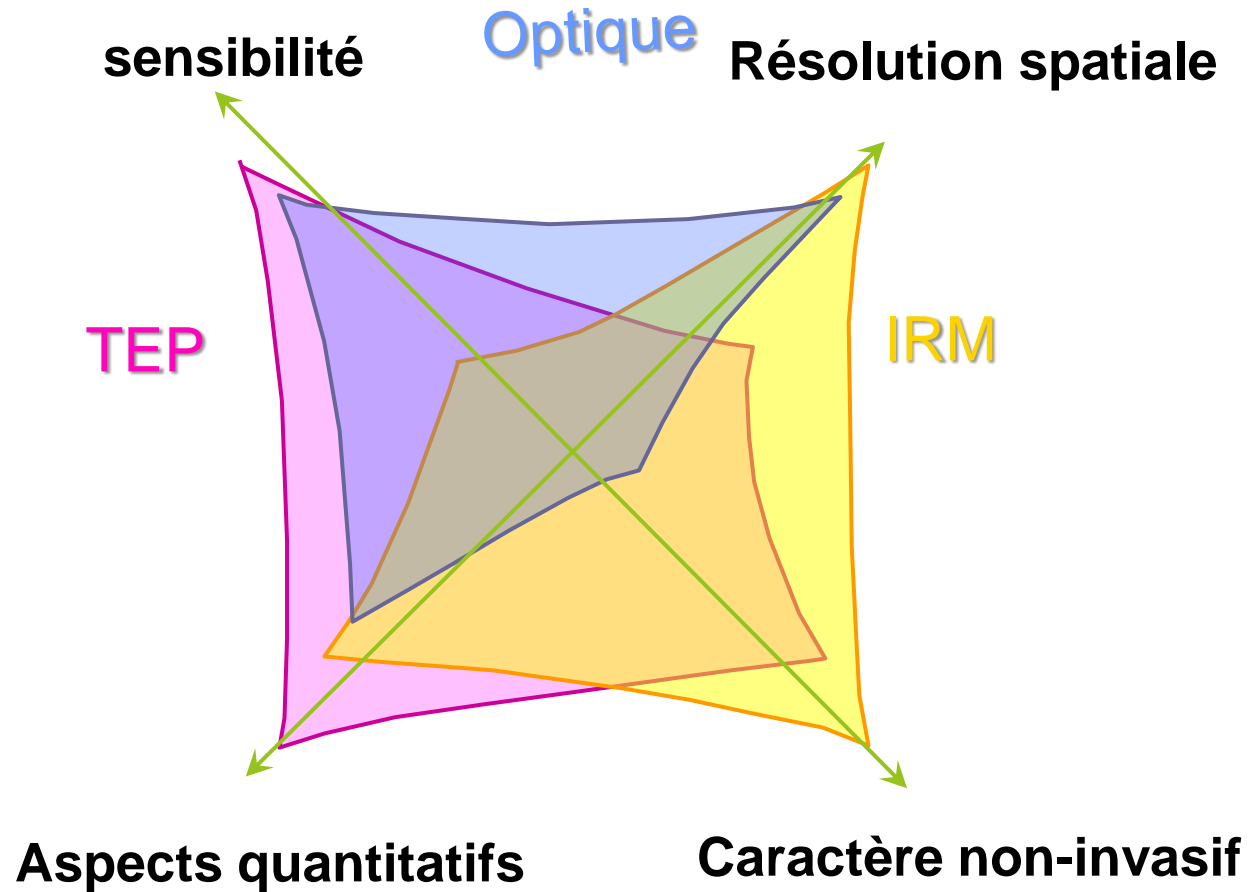 Optique
sensibilité
Résolution spatiale
TEP
IRM
Aspects quantitatifs
Caractère non-invasif